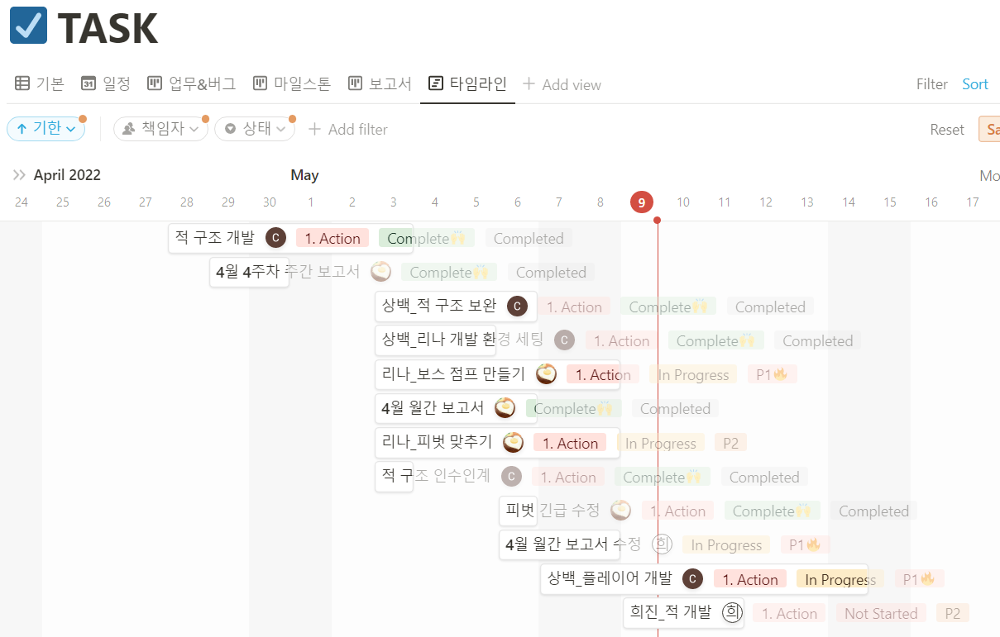 TASK
기본 일정 업무&버그 마일스톤 보고서 타임라인 Add view Filter Sort
기한 책임자 상태 Add filter Reset
April 2022 May
24 25 26 27 28 29 30 1 2 3 4 5 6 7 8 9 10 11 12 13 14 15 16 17
적 구조 개발 C 1. Action Complete🙌 Completed
4월 4주차 주간 보고서 Complete🙌 Completed
상백_적 구조 보완 C 1. Action Complete🙌 Completed
상백_리나 개발 환경 세팅 C 1. Action Complete🙌 Completed
리나_보스 점프 만들기 1. Action In Progress P1🔥
4월 월간 보고서 Complete🙌 Completed
리나_피벗 맞추기 1. Action In Progress P2
적 구조 인수인계 C 1. Action Complete🙌 Completed
피벗 긴급 수정 1. Action Complete🙌 Completed
4월 월간 보고서 수정 희 In Progress P1🔥
상백_플레이어 개발 C 1. Action In Progress P1🔥
희진_적 개발 희 1. Action Not Started P2